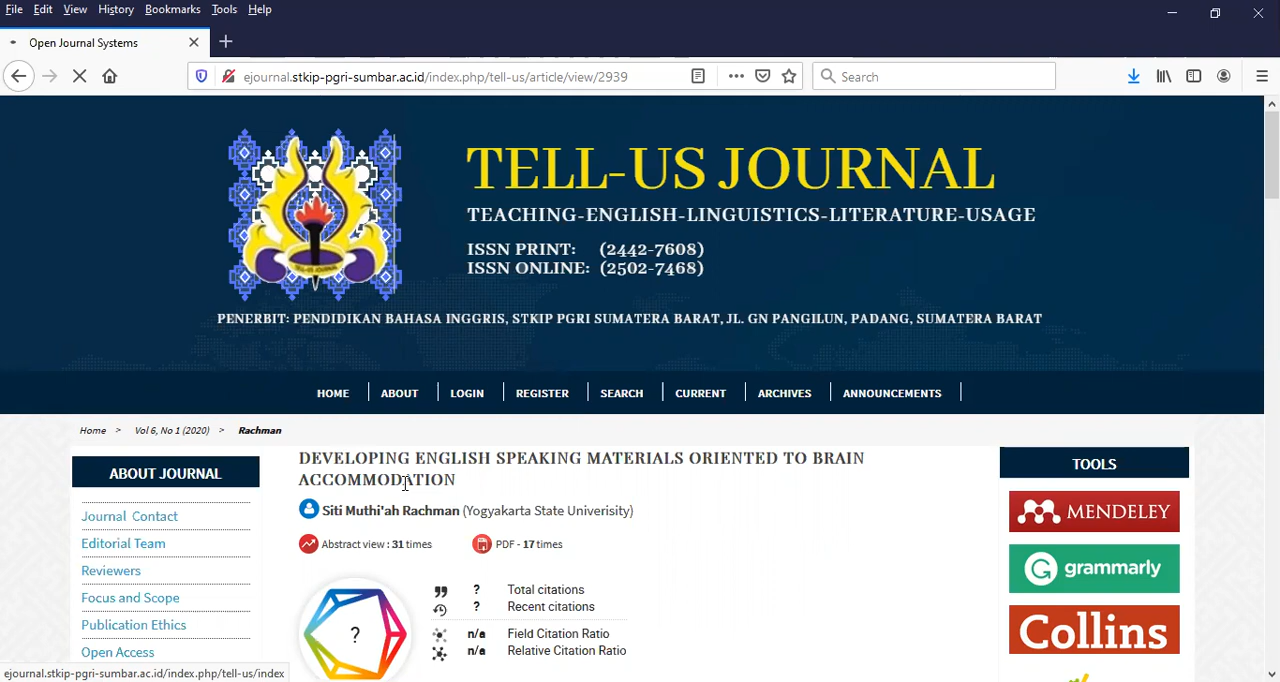 File Edit View History Bookmarks Tools Help
Open Journal Systems
ejournal.stkip-pgri-sumbar.ac.id/index.php/tell-us/article/view/2939
Search
TELL-US JOURNAL
TEACHING-ENGLISH-LINGUISTICS-LITERATURE-USAGE
ISSN PRINT: (2442-7608)
ISSN ONLINE: (2502-7468)
TELL-US JOURNAL
PENERBIT: PENDIDIKAN BAHASA INGGRIS, STKIP PGRI SUMATERA BARAT, JL. GN PANGILUN, PADANG, SUMATERA BARAT
HOME ABOUT LOGIN REGISTER SEARCH CURRENT ARCHIVES ANNOUNCEMENTS
Home > Vol 6, No 1 (2020) > Rachman
ABOUT JOURNAL
Journal Contact
Editorial Team
Reviewers
Focus and Scope
Publication Ethics
Open Access
DEVELOPING ENGLISH SPEAKING MATERIALS ORIENTED TO BRAIN
ACCOMMODATION
Siti Muthi'ah Rachman (Yogyakarta State Univerisity)
Abstract view : 31 times PDF - 17 times
?
? Total citations
? Recent citations
n/a Field Citation Ratio
n/a Relative Citation Ratio
TOOLS
MENDELEY
grammarly
Collins
ejournal.stkip-pgri-sumbar.ac.id/index.php/tell-us/index